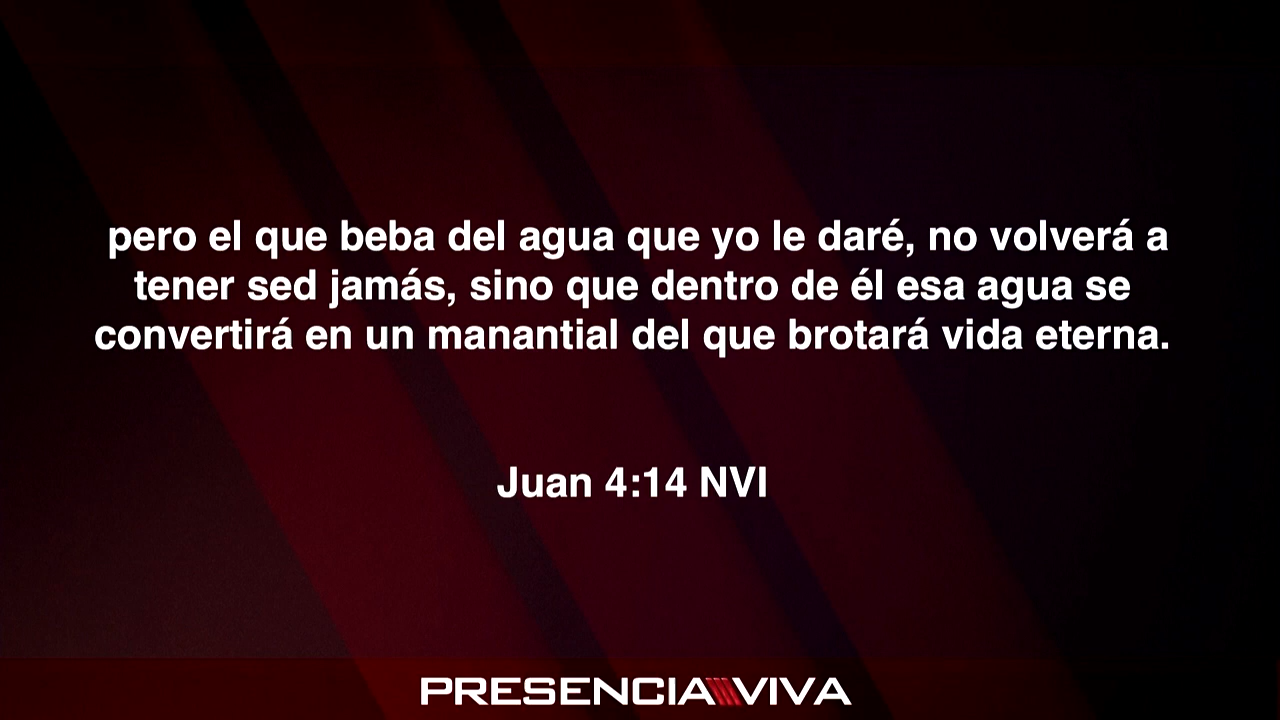 pero el que beba del agua que yo le daré, no volverá a
tener sed jamás, sino que dentro de él esa agua se
convertirá en un manantial del que brotará vida eterna.
Juan 4:14 NVI
PRESENCIA VIVA